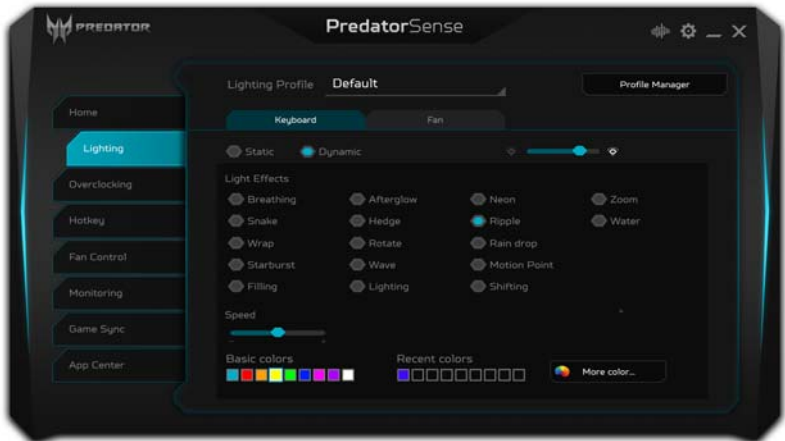 PREDATOR
PredatorSense
Lighting Profile Default
Profile Manager
Home
Lighting
Overclocking
Hotkey
Fan Control
Monitoring
Game Sync
App Center
Keyboard Fan
Static Dynamic
Light Effects
Breathing Afterglow Neon Zoom
Snake Hedge Ripple Water
Wrap Rotate Rain drop
Starburst Wave Motion Point
Filling Lighting Shifting
Speed
- +
Basic colors Recent colors
More color...